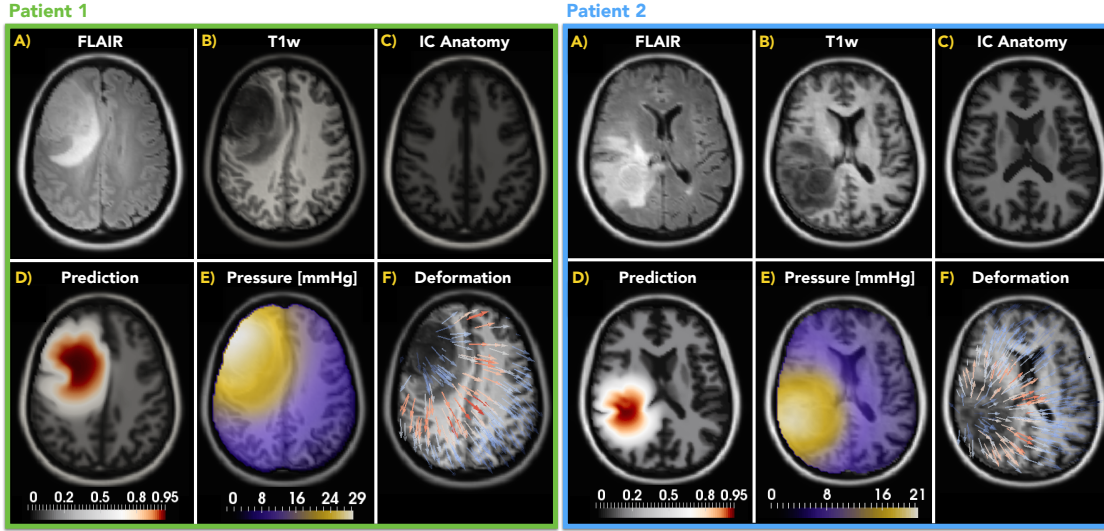 Patient 1
A) FLAIR
B) T1w
C) IC Anatomy
D) Prediction
0 0.2 0.5 0.8 0.95
E) Pressure [mmHg]
0 8 16 24 29
F) Deformation
Patient 2
A) FLAIR
B) T1w
C) IC Anatomy
D) Prediction
0 0.2 0.5 0.8 0.95
E) Pressure [mmHg]
0 8 16 21
F) Deformation